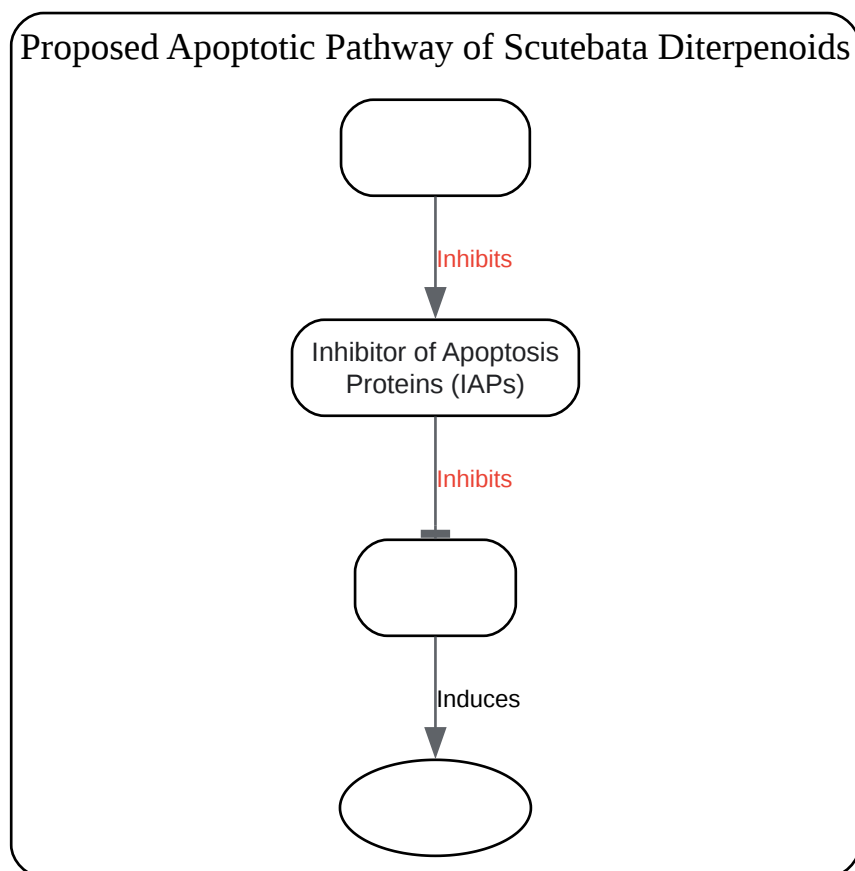 Proposed Apoptotic Pathway of Scutebata Diterpenoids
Inhibits
Inhibitor of Apoptosis
Proteins (IAPs)
Inhibits
Induces